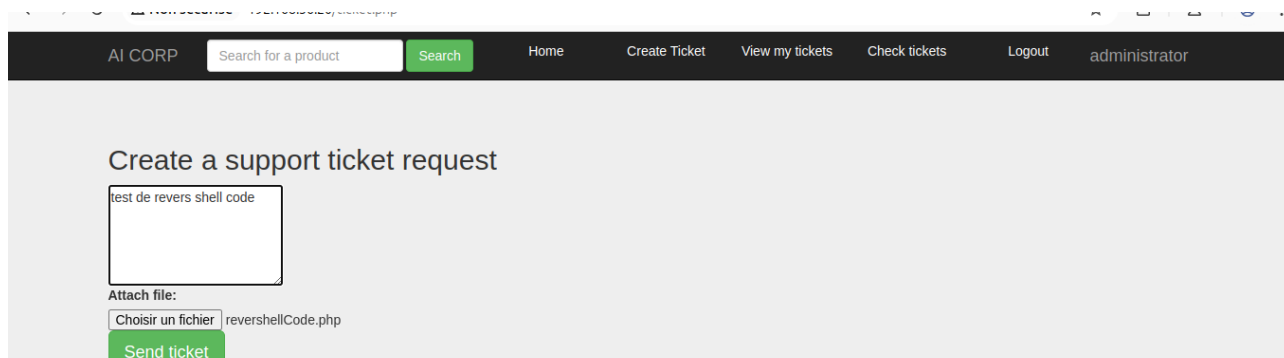 AI CORP Search for a product Search Home Create Ticket View my tickets Check tickets Logout administrator
Create a support ticket request
test de revers shell code
Attach file:
Choisir un fichier revershellCode.php
Send ticket